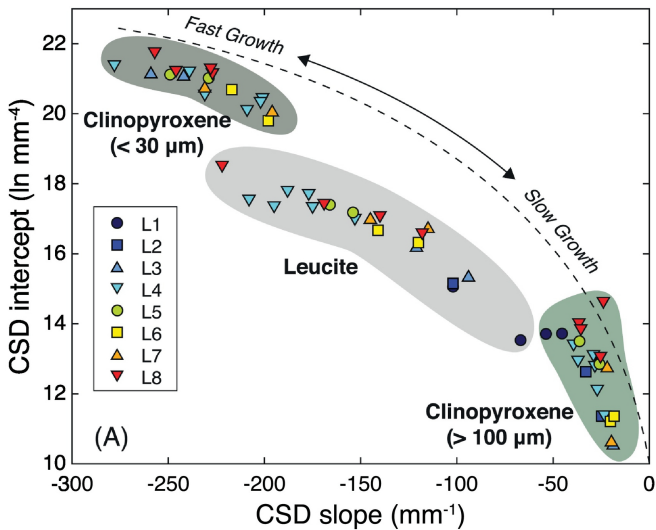 22
20
18
16
14
12
10
CSD intercept (ln mm⁻⁴)
Fast Growth
Clinopyroxene
(< 30 µm)
Slow Growth
L1
L2
L3
L4
L5
L6
L7
L8
Leucite
Clinopyroxene
(> 100 µm)
(A)
-300
-250
-200
-150
-100
-50
0
CSD slope (mm⁻¹)